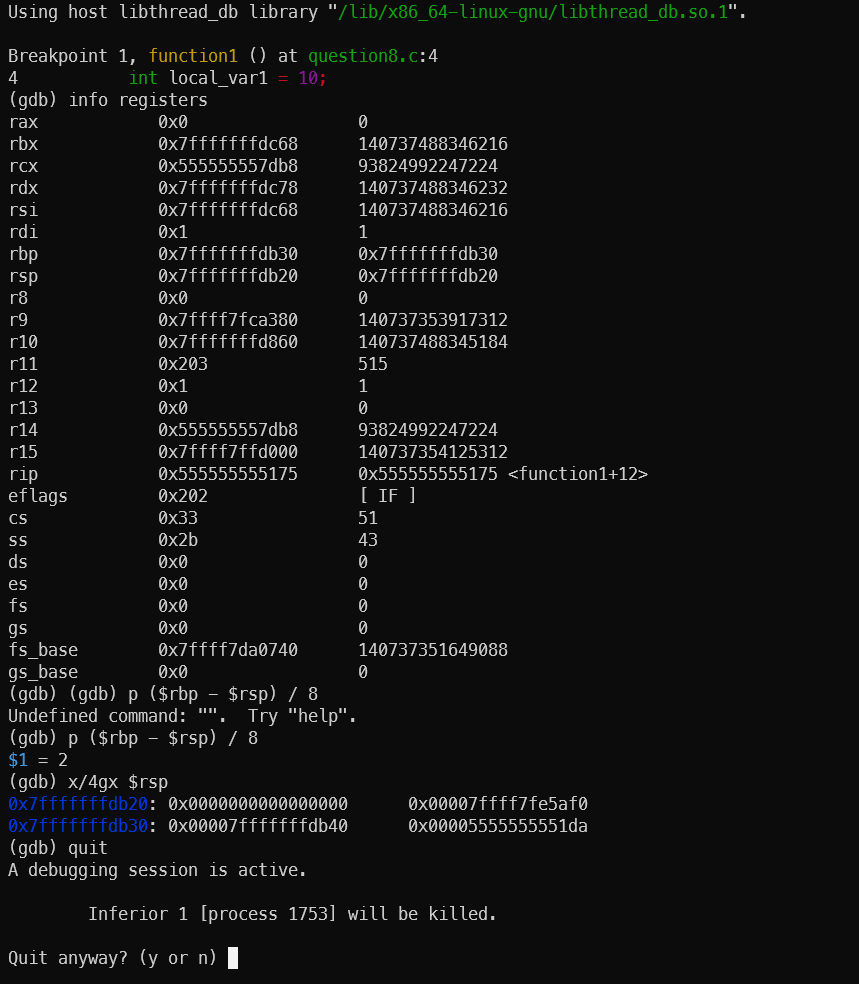 Using host libthread_db library "/lib/x86_64-linux-gnu/libthread_db.so.1".
Breakpoint 1, function1 () at question8.c:4
4           int local_var1 = 10;
(gdb) info registers
rax            0x0                 0
rbx            0x7fffffffdc68      140737488346216
rcx            0x555555557db8      93824992247224
rdx            0x7fffffffdc78      140737488346232
rsi            0x7fffffffdc68      140737488346216
rdi            0x1                 1
rbp            0x7fffffffdb30      0x7fffffffdb30
rsp            0x7fffffffdb20      0x7fffffffdb20
r8             0x0                 0
r9             0x7ffff7fca380      140737353917312
r10            0x7fffffffd860      140737488345184
r11            0x203               515
r12            0x1                 1
r13            0x0                 0
r14            0x555555557db8      93824992247224
r15            0x7ffff7ffd000      140737354125312
rip            0x555555555175      0x555555555175 <function1+12>
eflags         0x202               [ IF ]
cs             0x33                51
ss             0x2b                43
ds             0x0                 0
es             0x0                 0
fs             0x0                 0
gs             0x0                 0
fs_base        0x7ffff7da0740      140737351649088
gs_base        0x0                 0
(gdb) (gdb) p ($rbp - $rsp) / 8
Undefined command: "".  Try "help".
(gdb) p ($rbp - $rsp) / 8
$1 = 2
(gdb) x/4gx $rsp
0x7fffffffdb20: 0x0000000000000000      0x00007ffff7fe5af0
0x7fffffffdb30: 0x00007fffffffdb40      0x00005555555551da
(gdb) quit
A debugging session is active.
        Inferior 1 [process 1753] will be killed.
Quit anyway? (y or n)